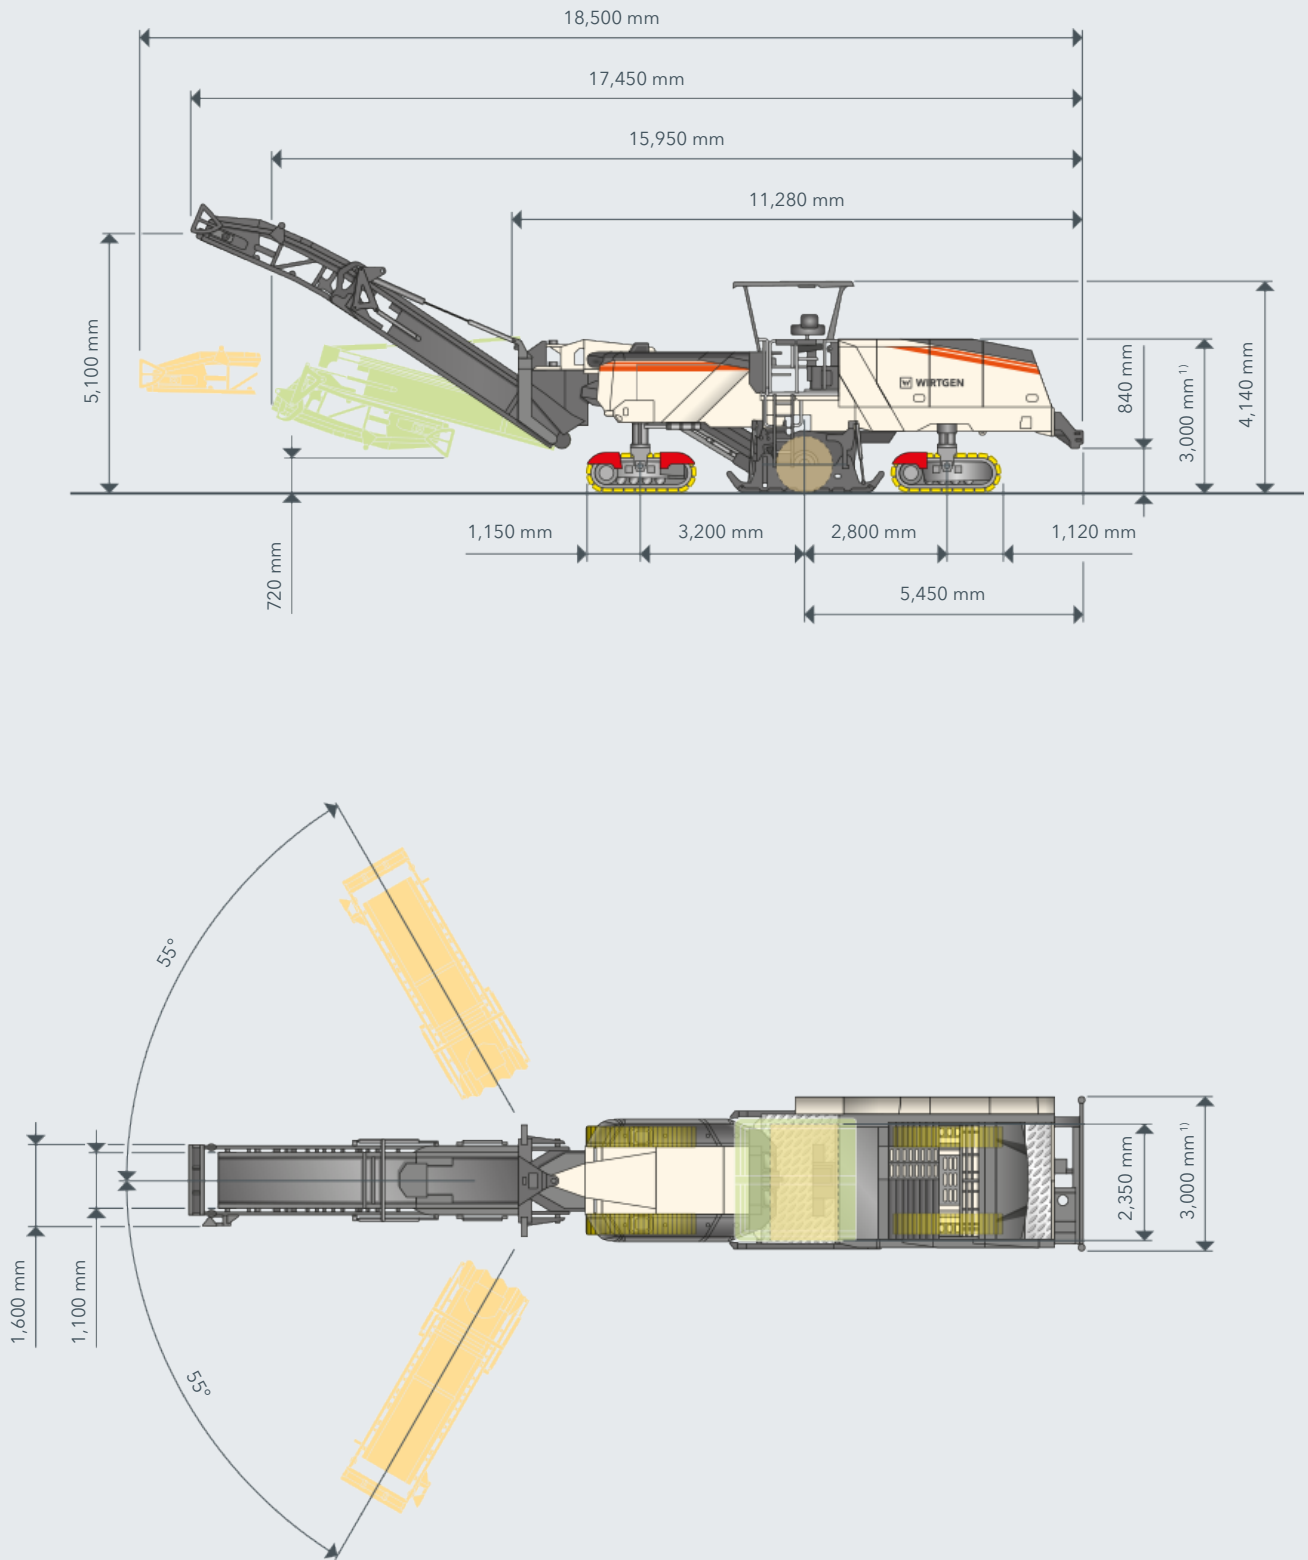 18,500 mm
17,450 mm
15,950 mm
11,280 mm
5,100 mm
WIRTGEN
840 mm
3,000 mm ¹⁾
4,140 mm
1,150 mm
3,200 mm
2,800 mm
1,120 mm
720 mm
5,450 mm
55°
2,350 mm
3,000 mm ¹⁾
1,600 mm
1,100 mm
55°